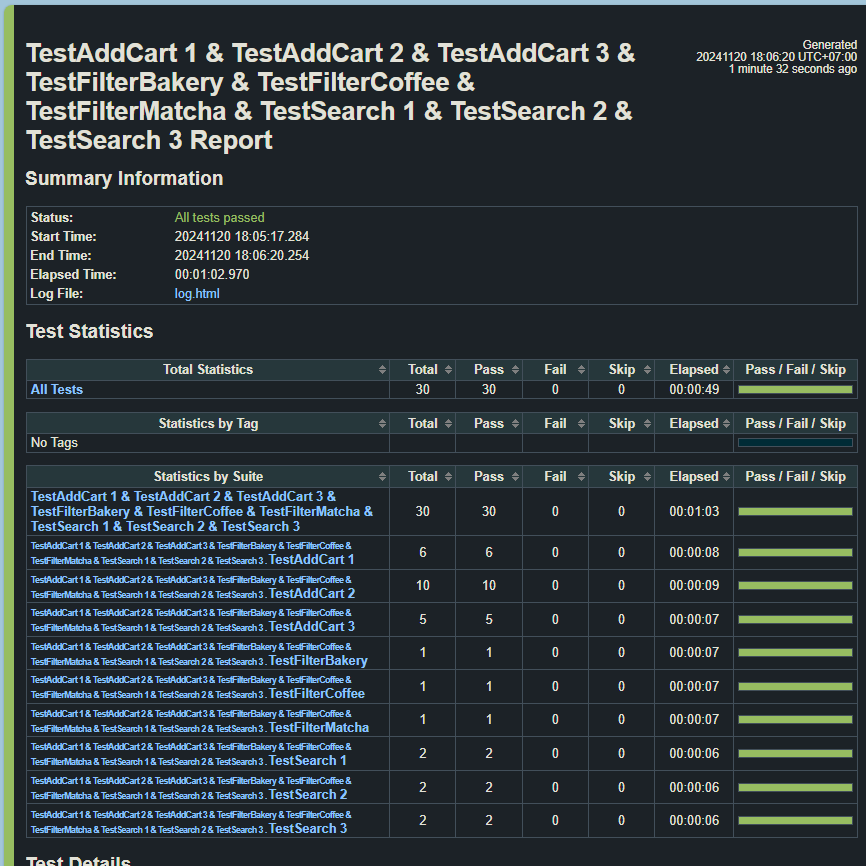 TestAddCart 1 & TestAddCart 2 & TestAddCart 3 &
TestFilterBakery & TestFilterCoffee &
TestFilterMatcha & TestSearch 1 & TestSearch 2 &
TestSearch 3 Report
Generated
20241120 18:06:20 UTC+07:00
1 minute 32 seconds ago
Summary Information
Status: All tests passed
Start Time: 20241120 18:05:17.284
End Time: 20241120 18:06:20.254
Elapsed Time: 00:01:02.970
Log File: log.html
Test Statistics
Total Statistics Total Pass Fail Skip Elapsed Pass / Fail / Skip
All Tests 30 30 0 0 00:00:49
Statistics by Tag Total Pass Fail Skip Elapsed Pass / Fail / Skip
No Tags
Statistics by Suite Total Pass Fail Skip Elapsed Pass / Fail / Skip
TestAddCart 1 & TestAddCart 2 & TestAddCart 3 &
TestFilterBakery & TestFilterCoffee & TestFilterMatcha & 30 30 0 0 00:01:03
TestSearch 1 & TestSearch 2 & TestSearch 3
TestAddCart 1 & TestAddCart 2 & TestAddCart 3 & TestFilterBakery & TestFilterCoffee &
TestFilterMatcha & TestSearch 1 & TestSearch 2 & TestSearch 3 . TestAddCart 1 6 6 0 0 00:00:08
TestAddCart 1 & TestAddCart 2 & TestAddCart 3 & TestFilterBakery & TestFilterCoffee &
TestFilterMatcha & TestSearch 1 & TestSearch 2 & TestSearch 3 . TestAddCart 2 10 10 0 0 00:00:09
TestAddCart 1 & TestAddCart 2 & TestAddCart 3 & TestFilterBakery & TestFilterCoffee &
TestFilterMatcha & TestSearch 1 & TestSearch 2 & TestSearch 3 . TestAddCart 3 5 5 0 0 00:00:07
TestAddCart 1 & TestAddCart 2 & TestAddCart 3 & TestFilterBakery & TestFilterCoffee &
TestFilterMatcha & TestSearch 1 & TestSearch 2 & TestSearch 3 . TestFilterBakery 1 1 0 0 00:00:07
TestAddCart 1 & TestAddCart 2 & TestAddCart 3 & TestFilterBakery & TestFilterCoffee &
TestFilterMatcha & TestSearch 1 & TestSearch 2 & TestSearch 3 . TestFilterCoffee 1 1 0 0 00:00:07
TestAddCart 1 & TestAddCart 2 & TestAddCart 3 & TestFilterBakery & TestFilterCoffee &
TestFilterMatcha & TestSearch 1 & TestSearch 2 & TestSearch 3 . TestFilterMatcha 1 1 0 0 00:00:07
TestAddCart 1 & TestAddCart 2 & TestAddCart 3 & TestFilterBakery & TestFilterCoffee &
TestFilterMatcha & TestSearch 1 & TestSearch 2 & TestSearch 3 . TestSearch 1 2 2 0 0 00:00:06
TestAddCart 1 & TestAddCart 2 & TestAddCart 3 & TestFilterBakery & TestFilterCoffee &
TestFilterMatcha & TestSearch 1 & TestSearch 2 & TestSearch 3 . TestSearch 2 2 2 0 0 00:00:06
TestAddCart 1 & TestAddCart 2 & TestAddCart 3 & TestFilterBakery & TestFilterCoffee &
TestFilterMatcha & TestSearch 1 & TestSearch 2 & TestSearch 3 . TestSearch 3 2 2 0 0 00:00:06
Test Details